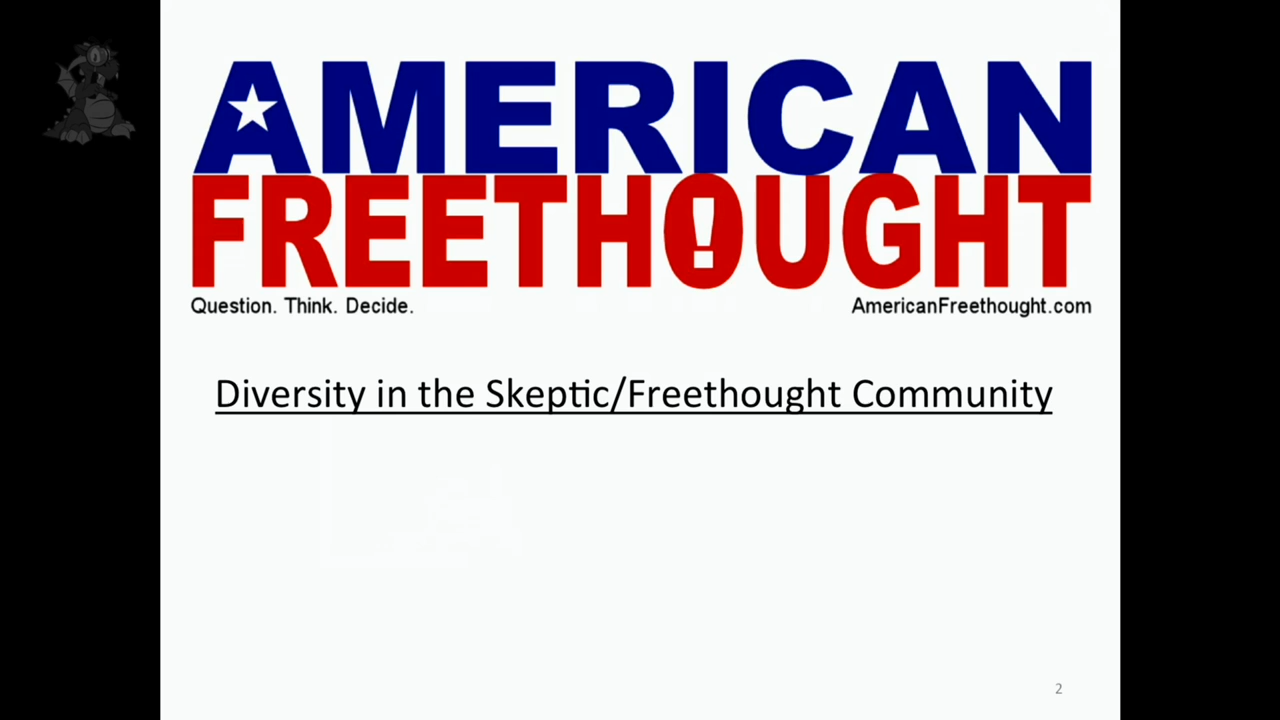 AMERICAN
FREETHOUGHT
Question. Think. Decide. AmericanFreethought.com
Diversity in the Skeptic/Freethought Community
2